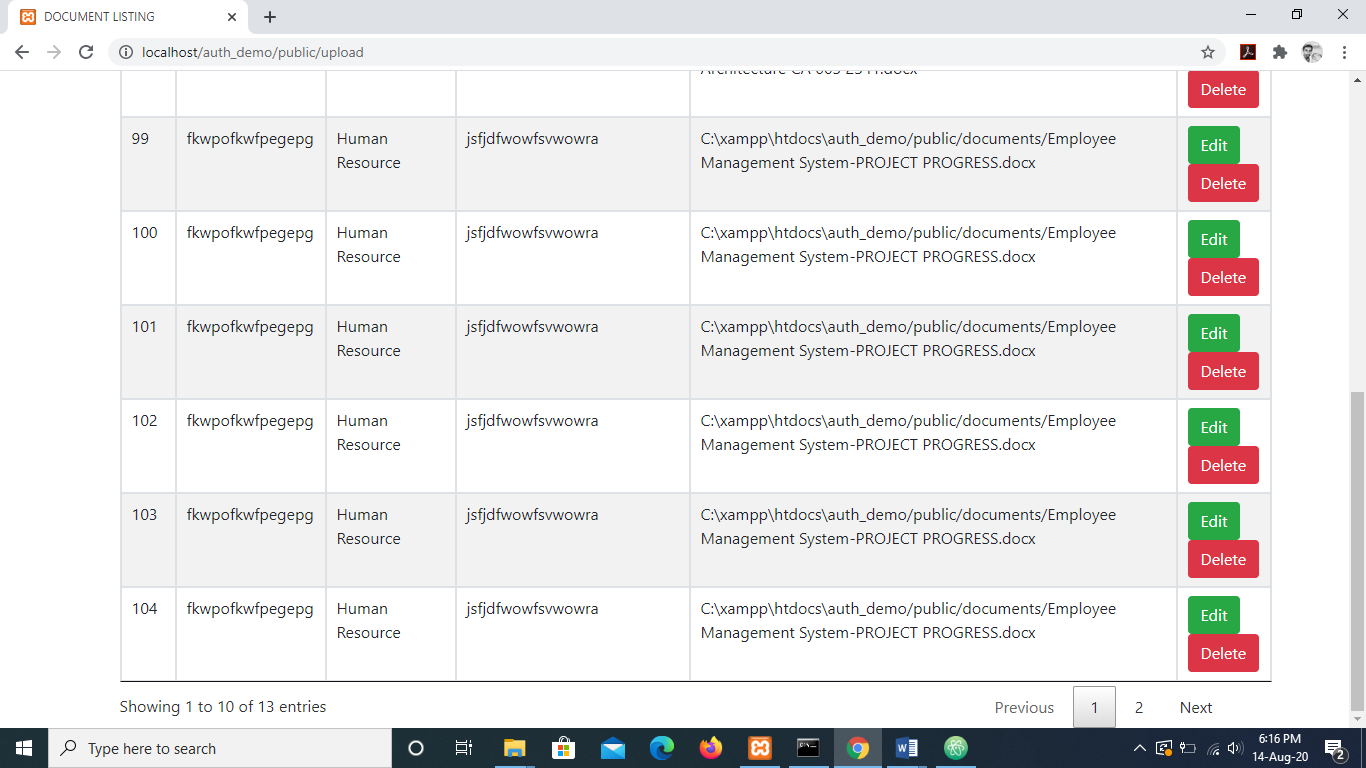 DOCUMENT LISTING
localhost/auth_demo/public/upload
Architecture CA-605-2541.docx
Delete
99 fkwpofkwfpegepg Human Resource jsfjdfwowfsvwowra C:\xampp\htdocs\auth_demo/public/documents/Employee Management System-PROJECT PROGRESS.docx Edit Delete
100 fkwpofkwfpegepg Human Resource jsfjdfwowfsvwowra C:\xampp\htdocs\auth_demo/public/documents/Employee Management System-PROJECT PROGRESS.docx Edit Delete
101 fkwpofkwfpegepg Human Resource jsfjdfwowfsvwowra C:\xampp\htdocs\auth_demo/public/documents/Employee Management System-PROJECT PROGRESS.docx Edit Delete
102 fkwpofkwfpegepg Human Resource jsfjdfwowfsvwowra C:\xampp\htdocs\auth_demo/public/documents/Employee Management System-PROJECT PROGRESS.docx Edit Delete
103 fkwpofkwfpegepg Human Resource jsfjdfwowfsvwowra C:\xampp\htdocs\auth_demo/public/documents/Employee Management System-PROJECT PROGRESS.docx Edit Delete
104 fkwpofkwfpegepg Human Resource jsfjdfwowfsvwowra C:\xampp\htdocs\auth_demo/public/documents/Employee Management System-PROJECT PROGRESS.docx Edit Delete
Showing 1 to 10 of 13 entries Previous 1 2 Next
Type here to search
6:16 PM
14-Aug-20
2